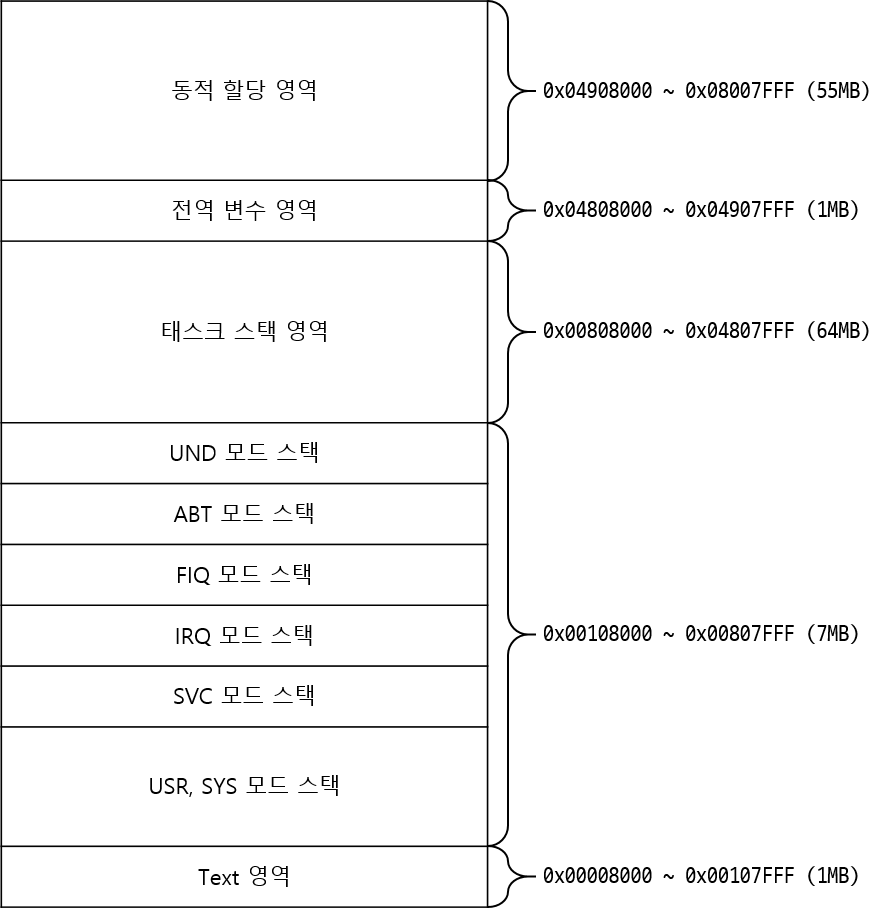 동적 할당 영역
0x04908000 ~ 0x08007FFF (55MB)
전역 변수 영역
0x04808000 ~ 0x04907FFF (1MB)
태스크 스택 영역
0x00808000 ~ 0x04807FFF (64MB)
UND 모드 스택
ABT 모드 스택
FIQ 모드 스택
IRQ 모드 스택
0x00108000 ~ 0x00807FFF (7MB)
SVC 모드 스택
USR, SYS 모드 스택
Text 영역
0x00008000 ~ 0x00107FFF (1MB)